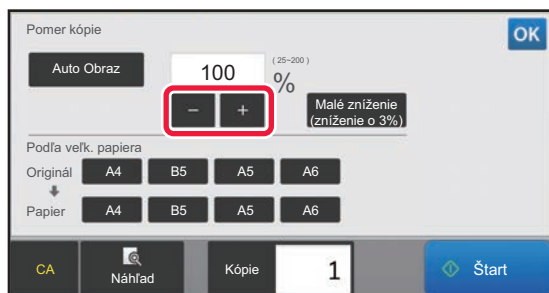 Pomer kópie
OK
Auto Obraz
100
(25~200)
%
− +
Malé zníženie
(zníženie o 3%)
Podľa veľk. papiera
Originál A4 B5 A5 A6
Papier A4 B5 A5 A6
CA
Náhľad
Kópie
1
Štart